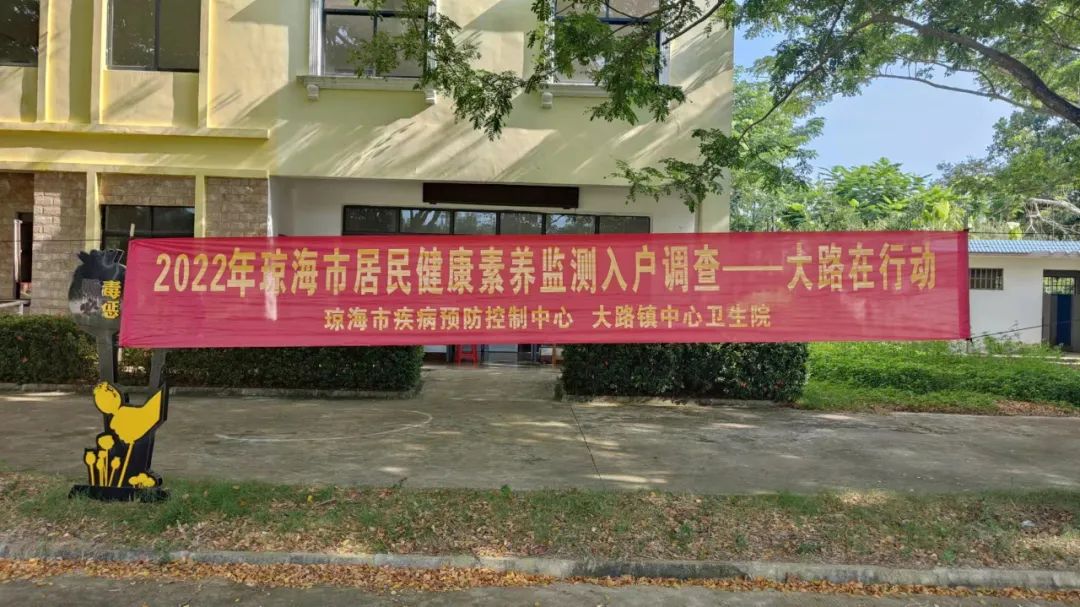 2022年琼海市居民健康素养监测入户调查——大路在行动
琼海市疾病预防控制中心 大路镇中心卫生院
毒恶